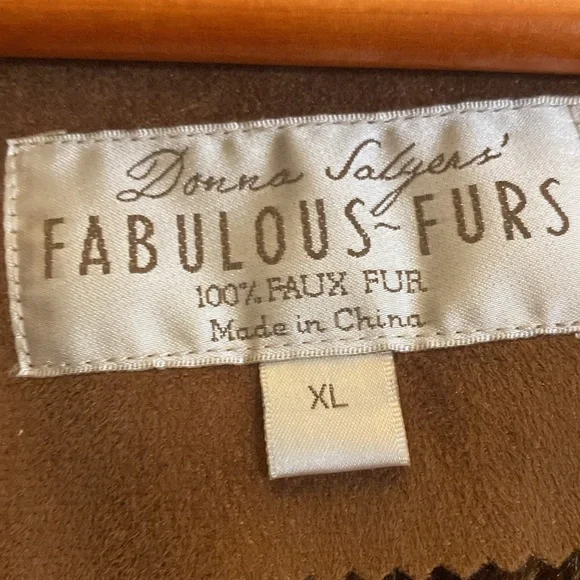 Donna Salyers'
FABULOUS~FURS
100% FAUX FUR
Made in China
XL